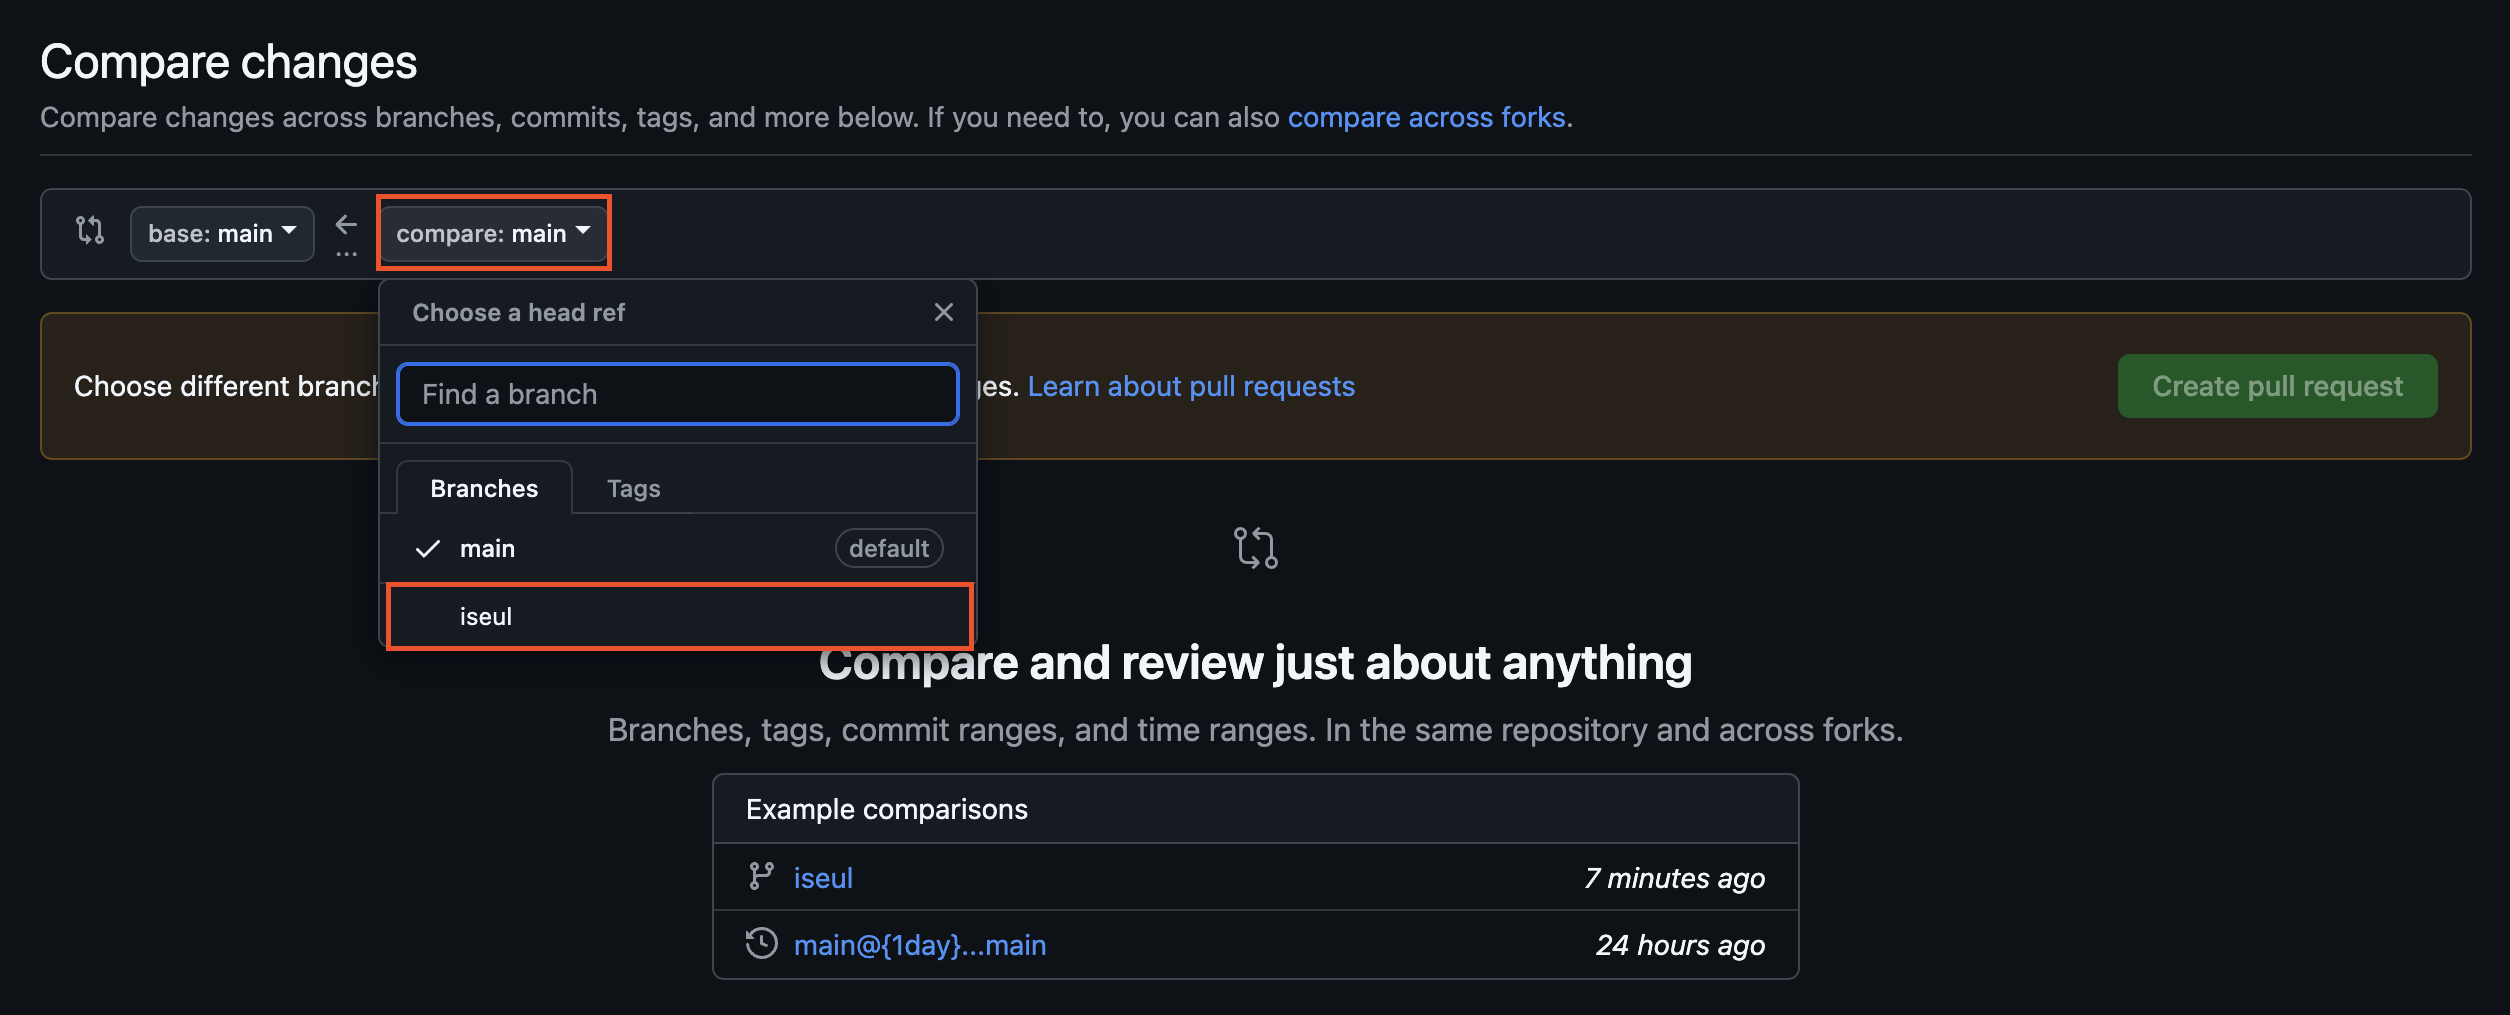 Compare changes
Compare changes across branches, commits, tags, and more below. If you need to, you can also compare across forks.
base: main
compare: main
Choose a head ref
Choose different
Learn about pull requests
Create pull request
Find a branch
Branches
Tags
main
default
iseul
Compare and review just about anything
Branches, tags, commit ranges, and time ranges. In the same repository and across forks.
Example comparisons
iseul
7 minutes ago
main@{1day}...main
24 hours ago